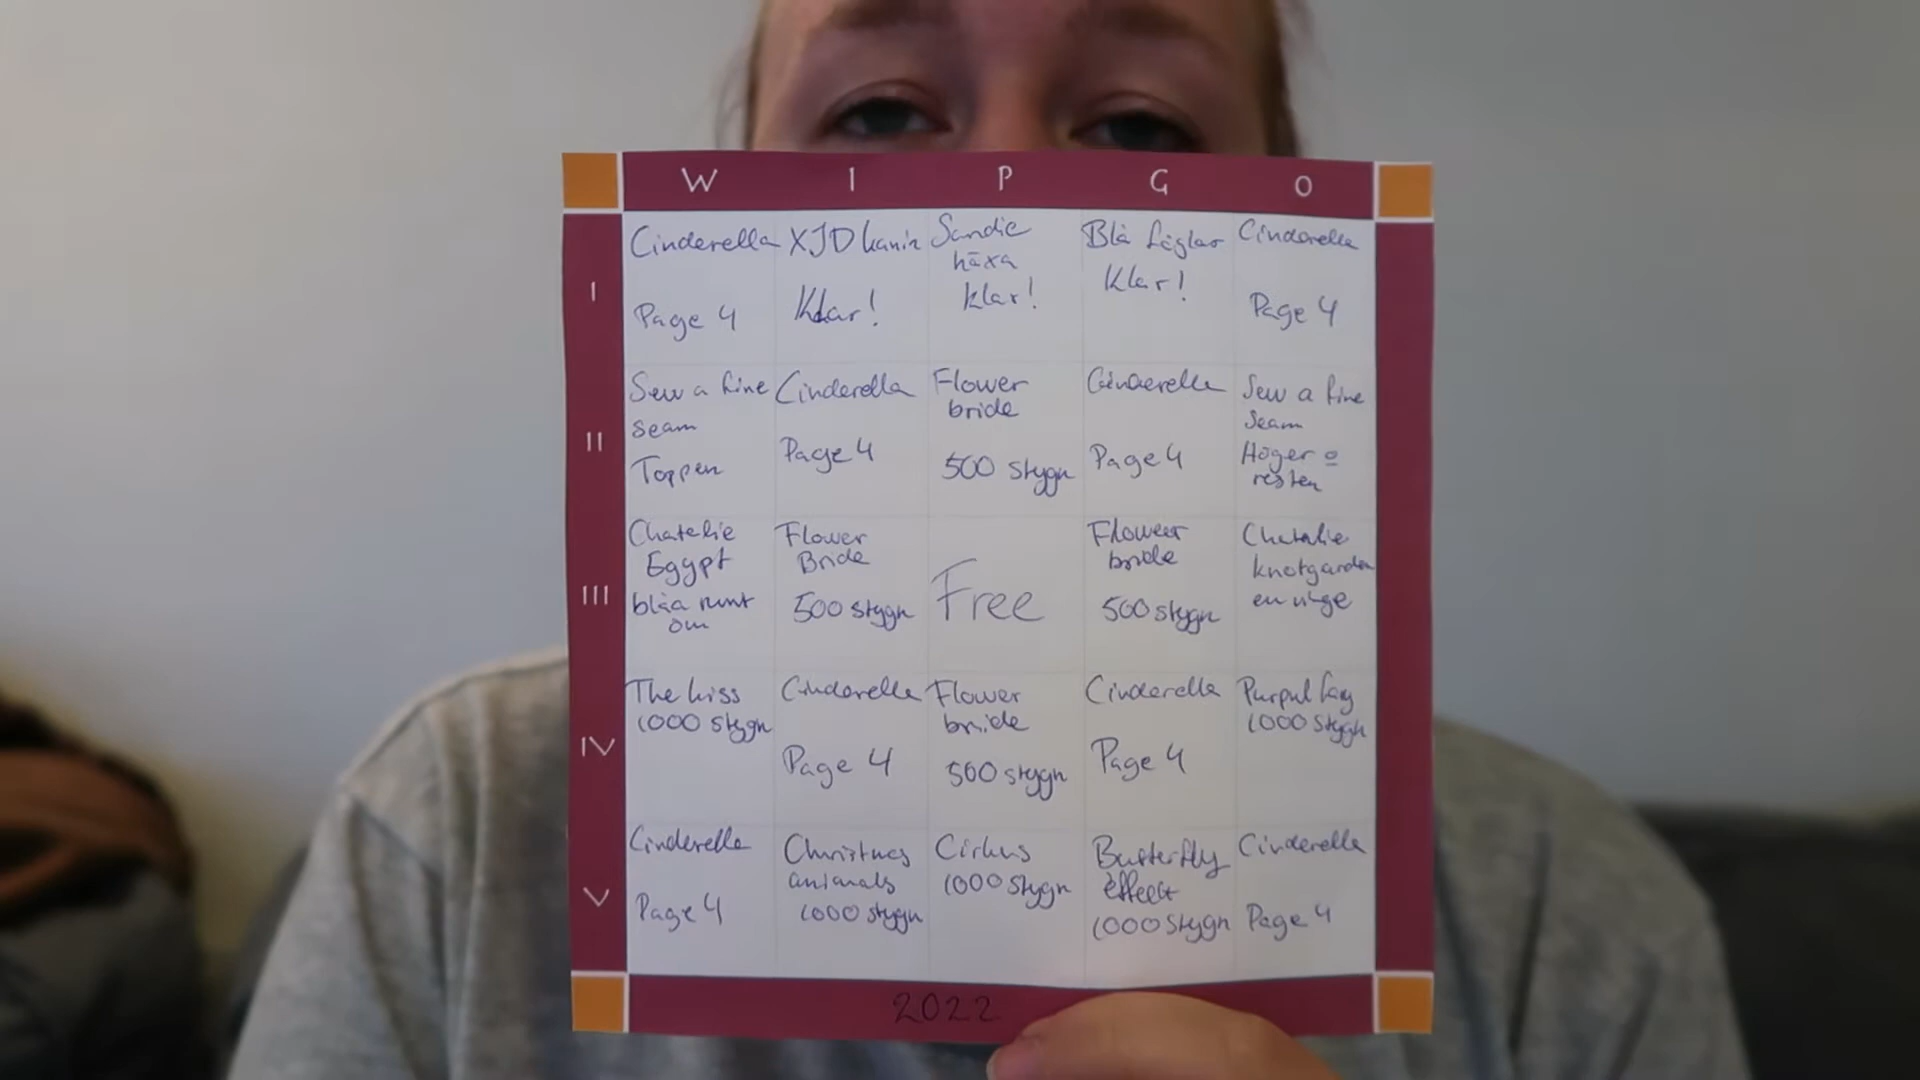 W I P G O
I
Cinderella
Page 4
XJD kanin
Klar!
Sandie
häxa
klar!
Blå fåglar
Klar!
Cinderella
Page 4
II
Sew a fine
seam
Toppen
Cinderella
Page 4
Flower
bride
500 stygn
Cinderella
Page 4
Sew a fine
seam
Höger o
resten
III
Chatelie
Egypt
blåa runt
om
Flower
Bride
500 stygn
Free
Floweer
bride
500 stygn
Chatelie
knotgarden
en vinge
IV
The kiss
1000 stygn
Cinderella
Page 4
Flower
bride
500 stygn
Cinderella
Page 4
Purpul fay
1000 stygn
V
Cinderella
Page 4
Christmas
animals
1000 stygn
Cirkus
1000 stygn
Butterfly
effect
1000 stygn
Cinderella
Page 4
2022